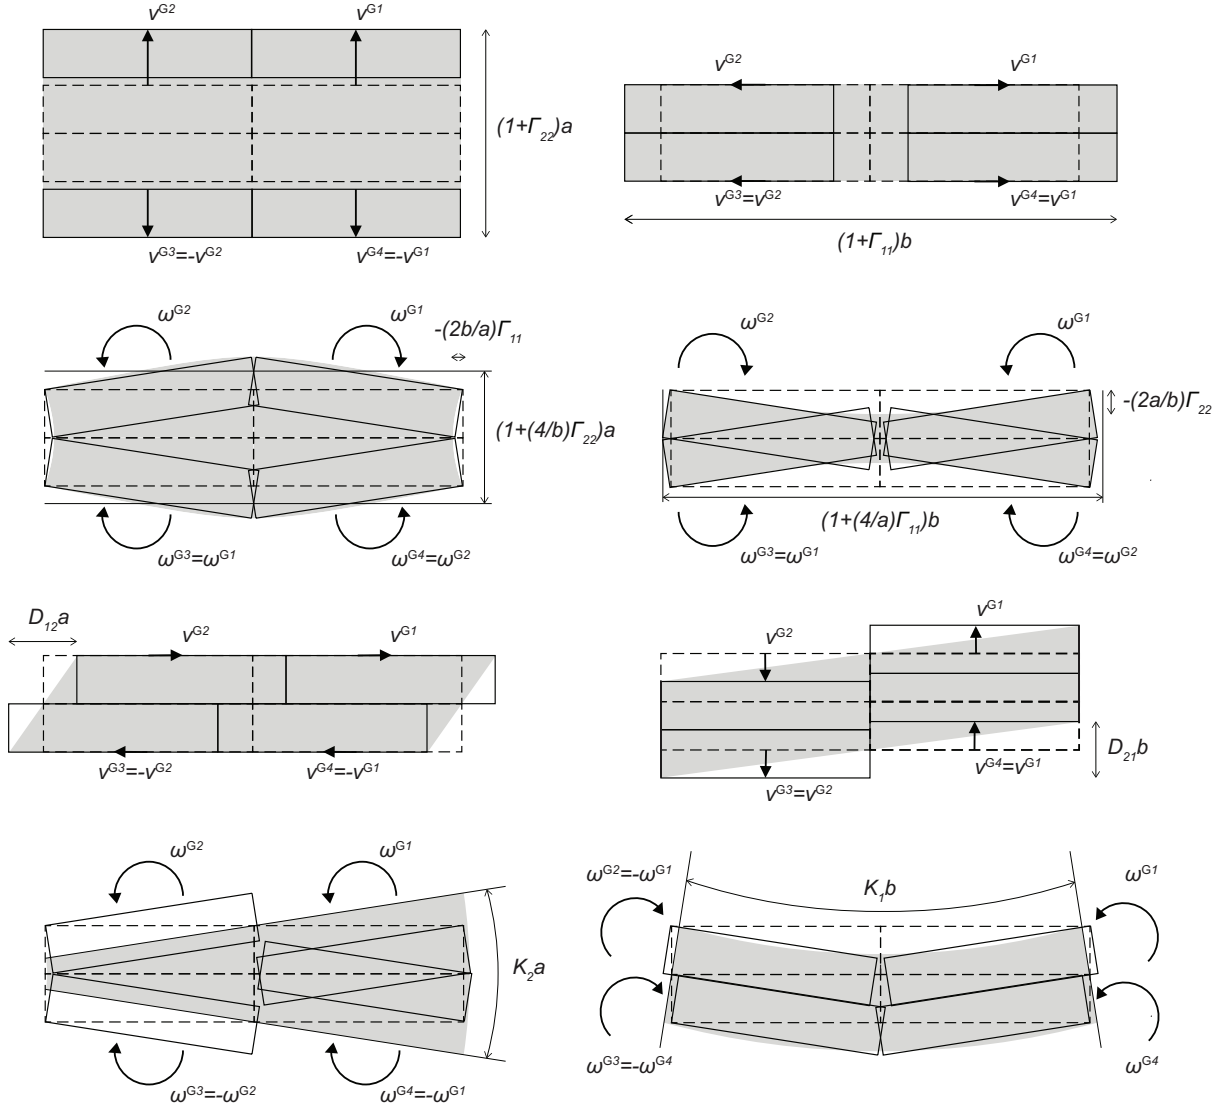 v^G2 v^G1
(1+Γ_22)a
v^G3=-v^G2 v^G4=-v^G1
v^G2 v^G1
v^G3=v^G2 v^G4=v^G1
(1+Γ_11)b
ω^G2 ω^G1
-(2b/a)Γ_11
(1+(4/b)Γ_22)a
ω^G3=ω^G1 ω^G4=ω^G2
ω^G2 ω^G1
-(2a/b)Γ_22
(1+(4/a)Γ_11)b
ω^G3=ω^G1 ω^G4=ω^G2
D_12a
v^G2 v^G1
v^G3=-v^G2 v^G4=-v^G1
v^G1
v^G2
D_21b
v^G4=v^G1
v^G3=v^G2
ω^G2 ω^G1
K_2a
ω^G3=-ω^G2 ω^G4=-ω^G1
ω^G2=-ω^G1 K_1b ω^G1
ω^G3=-ω^G4 ω^G4